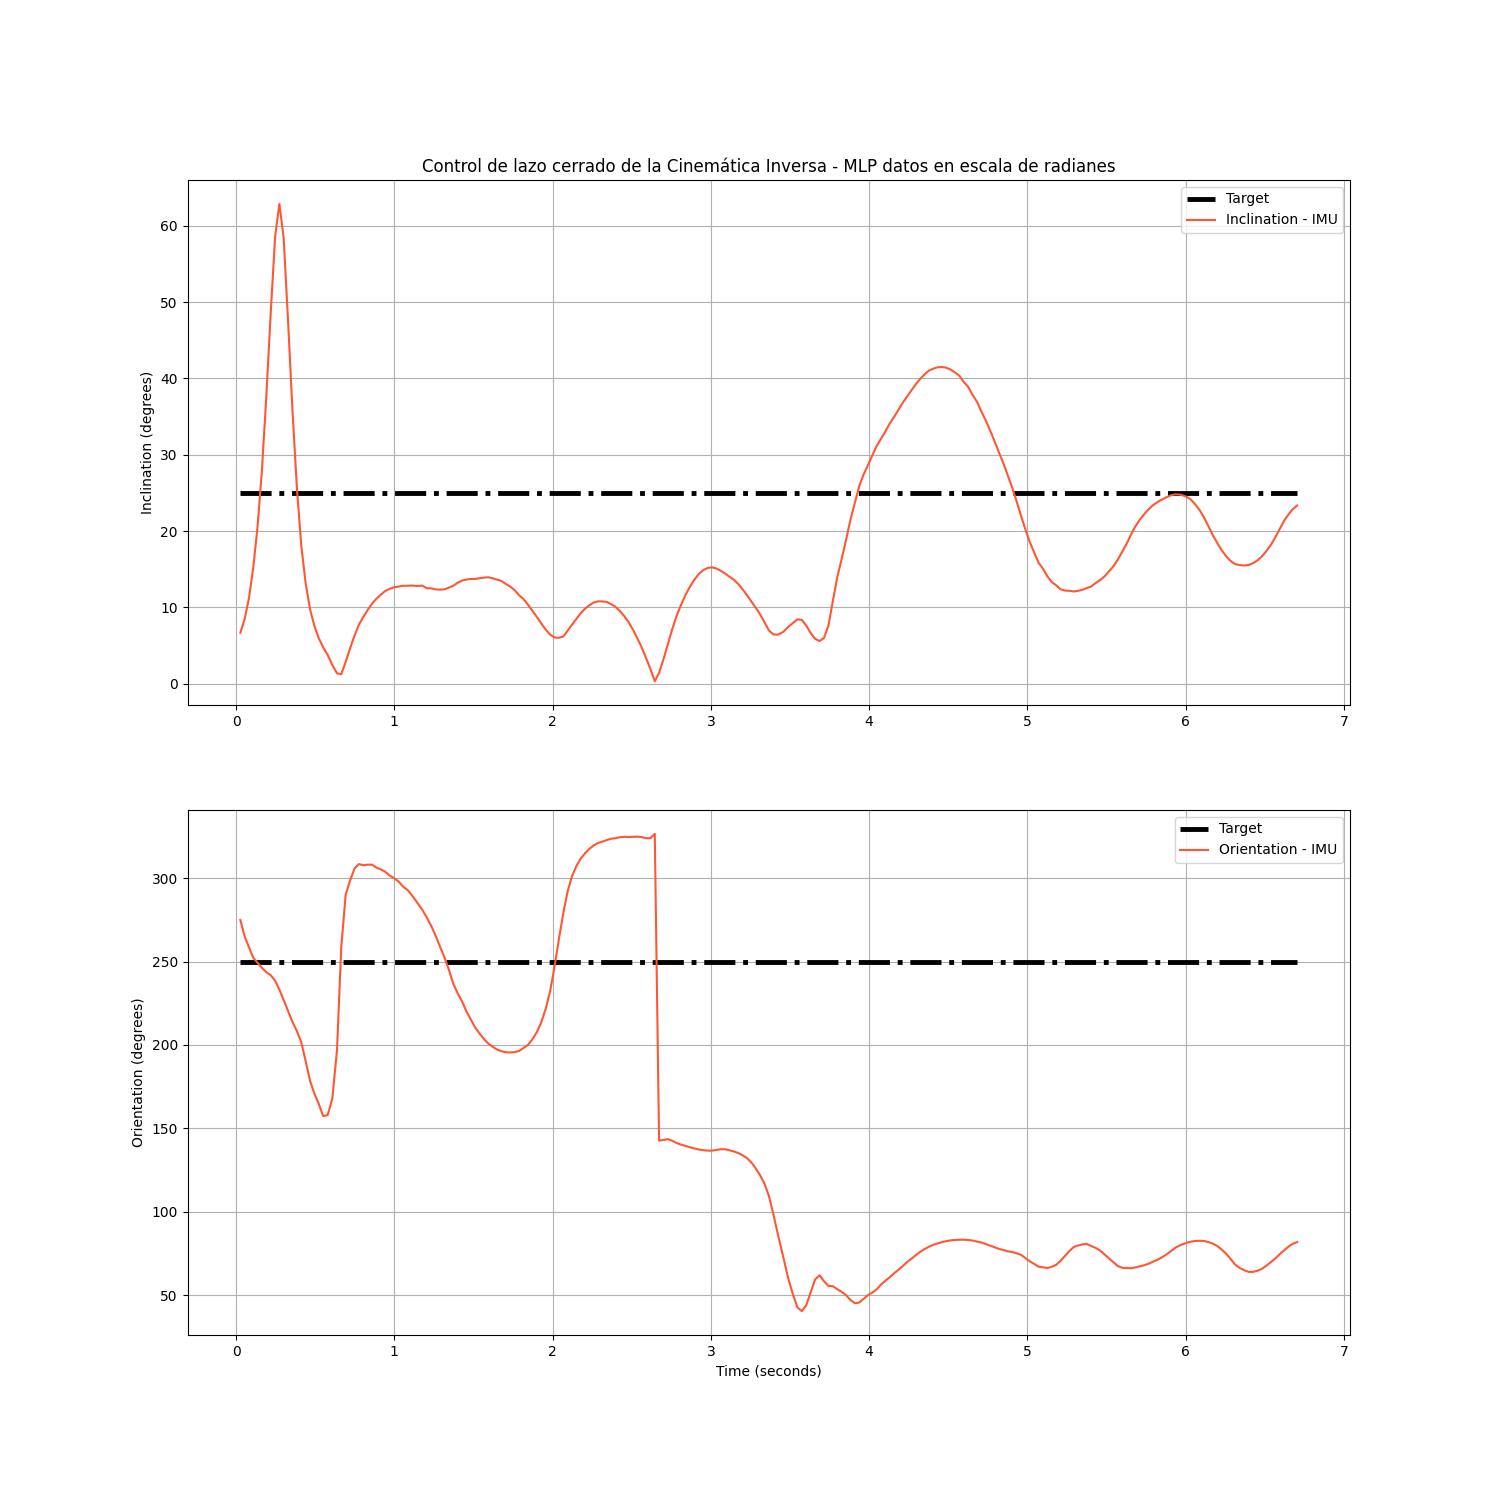 Control de lazo cerrado de la Cinemática Inversa - MLP datos en escala de radianes
Target
Inclination - IMU
Inclination (degrees)
60
50
40
30
20
10
0
0 1 2 3 4 5 6 7
Target
Orientation - IMU
Orientation (degrees)
300
250
200
150
100
50
0 1 2 3 4 5 6 7
Time (seconds)